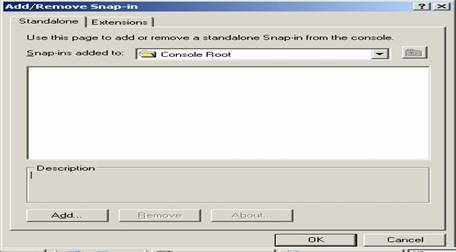 Add/Remove Snap-in
Standalone Extensions
Use this page to add or remove a standalone Snap-in from the console.
Snap-ins added to: Console Root
Description
Add... Remove About...
OK Cancel